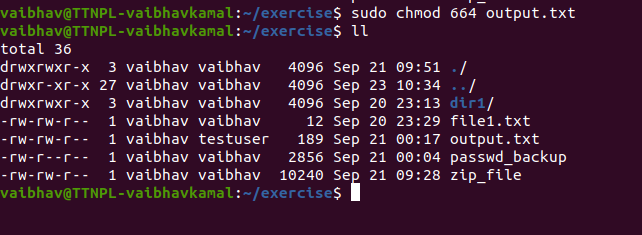 vaibhav@TTNPL-vaibhavkamal:~/exercise$ sudo chmod 664 output.txt
vaibhav@TTNPL-vaibhavkamal:~/exercise$ ll
total 36
drwxrwxr-x  3 vaibhav vaibhav   4096 Sep 21 09:51 ./
drwxr-xr-x 27 vaibhav vaibhav   4096 Sep 23 10:34 ../
drwxrwxr-x  3 vaibhav vaibhav   4096 Sep 20 23:13 dir1/
-rw-rw-r--  1 vaibhav vaibhav     12 Sep 20 23:29 file1.txt
-rw-rw-r--  1 vaibhav testuser   189 Sep 21 00:17 output.txt
-rw-r--r--  1 vaibhav vaibhav   2856 Sep 21 00:04 passwd_backup
-rw-rw-r--  1 vaibhav vaibhav  10240 Sep 21 09:28 zip_file
vaibhav@TTNPL-vaibhavkamal:~/exercise$